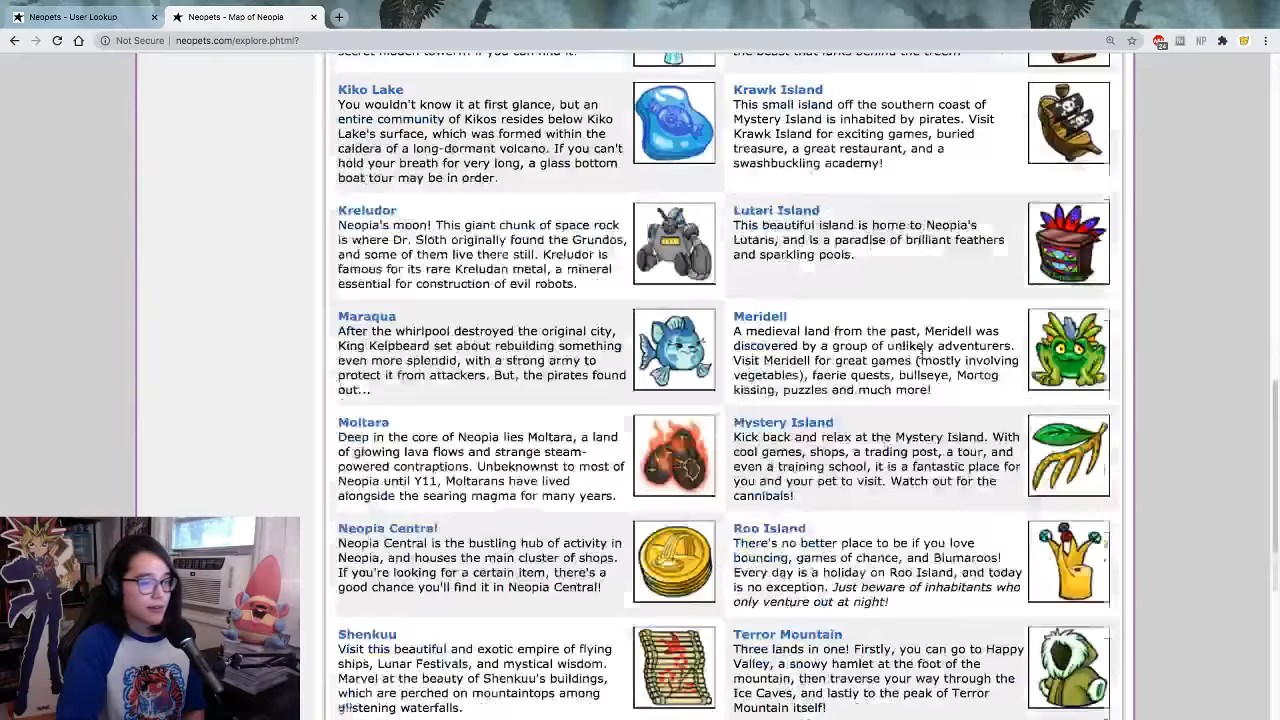 Neopets - User Lookup
Neopets - Map of Neopia
Not Secure | neopets.com/explore.phtml?
24
NP
Kiko Lake
You wouldn't know it at first glance, but an
entire community of Kikos resides below Kiko
Lake's surface, which was formed within the
caldera of a long-dormant volcano. If you can't
hold your breath for very long, a glass bottom
boat tour may be in order.
Krawk Island
This small island off the southern coast of
Mystery Island is inhabited by pirates. Visit
Krawk Island for exciting games, buried
treasure, a great restaurant, and a
swashbuckling academy!
Kreludor
Neopia's moon! This giant chunk of space rock
is where Dr. Sloth originally found the Grundos,
and some of them live there still. Kreludor is
famous for its rare Kreludan metal, a mineral
essential for construction of evil robots.
Lutari Island
This beautiful island is home to Neopia's
Lutaris, and is a paradise of brilliant feathers
and sparkling pools.
Maraqua
After the whirlpool destroyed the original city,
King Kelpbeard set about rebuilding something
even more splendid, with a strong army to
protect it from attackers. But, the pirates found
out...
Meridell
A medieval land from the past, Meridell was
discovered by a group of unlikely adventurers.
Visit Meridell for great games (mostly involving
vegetables), faerie quests, bullseye, Mortog
kissing, puzzles and much more!
Moltara
Deep in the core of Neopia lies Moltara, a land
of glowing lava flows and strange steam-
powered contraptions. Unbeknownst to most of
Neopia until Y11, Moltarans have lived
alongside the searing magma for many years.
Mystery Island
Kick back and relax at the Mystery Island. With
cool games, shops, a trading post, a tour, and
even a training school, it is a fantastic place for
you and your pet to visit. Watch out for the
cannibals!
Neopia Central
Neopia Central is the bustling hub of activity in
Neopia, and houses the main cluster of shops.
If you're looking for a certain item, there's a
good chance you'll find it in Neopia Central!
Roo Island
There's no better place to be if you love
bouncing, games of chance, and Blumaroos!
Every day is a holiday on Roo Island, and today
is no exception. Just beware of inhabitants who
only venture out at night!
Shenkuu
Visit this beautiful and exotic empire of flying
ships, Lunar Festivals, and mystical wisdom.
Marvel at the beauty of Shenkuu's buildings,
which are perched on mountaintops among
glistening waterfalls.
Terror Mountain
Three lands in one! Firstly, you can go to Happy
Valley, a snowy hamlet at the foot of the
mountain, then traverse your way through the
Ice Caves, and lastly to the peak of Terror
Mountain itself!